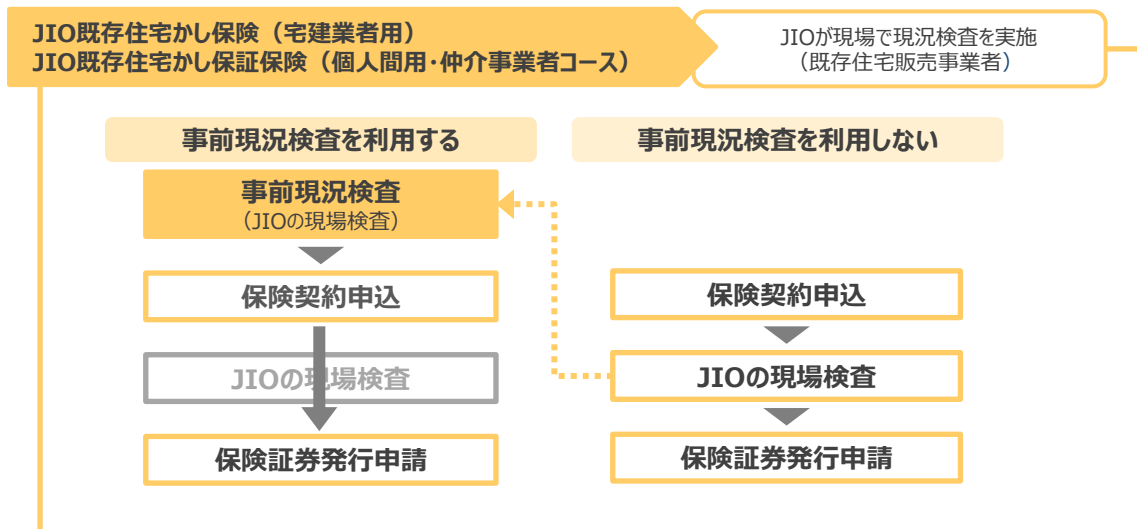 JIO既存住宅かし保険（宅建業者用）
JIO既存住宅かし保証保険（個人間用・仲介事業者コース）
JIOが現場で現況検査を実施
（既存住宅販売事業者）
事前現況検査を利用する
事前現況検査を利用しない
事前現況検査
（JIOの現場検査）
保険契約申込
JIOの現場検査
保険証券発行申請
保険契約申込
JIOの現場検査
保険証券発行申請